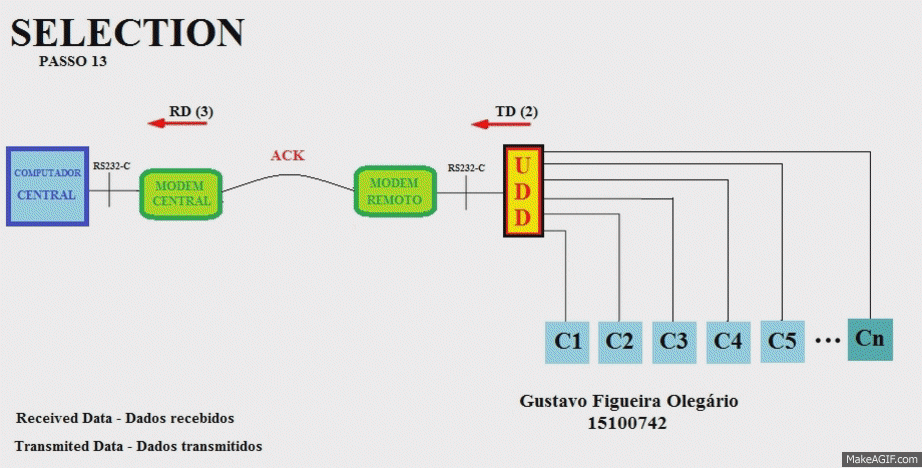 SELECTION
PASSO 13
RD (3)
TD (2)
ACK
RS232-C
RS232-C
COMPUTADOR
CENTRAL
MODEM
CENTRAL
MODEM
REMOTO
U
D
D
C1
C2
C3
C4
C5
...
Cn
Gustavo Figueira Olegário
15100742
Received Data - Dados recebidos
Transmited Data - Dados transmitidos
MakeAGIF.com